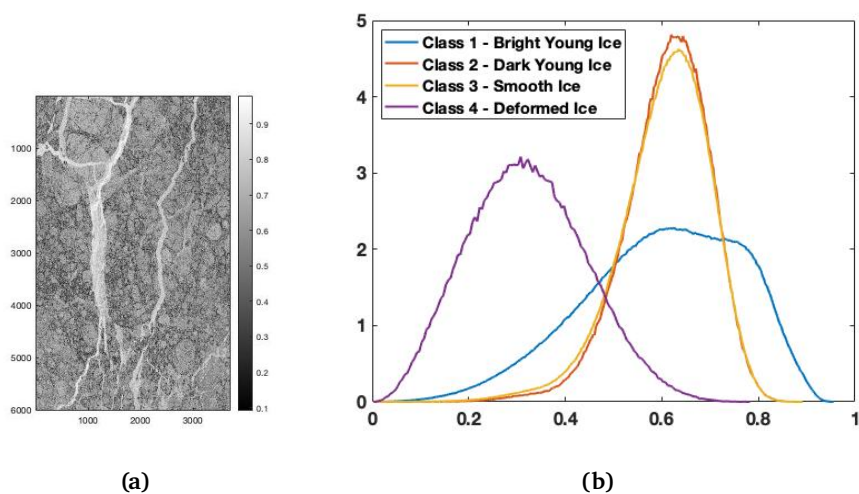 1000
2000
3000
4000
5000
6000
1000 2000 3000
0.9
0.8
0.7
0.6
0.5
0.4
0.3
0.2
0.1
(a)
5
4
3
2
1
0
0 0.2 0.4 0.6 0.8 1
Class 1 - Bright Young Ice
Class 2 - Dark Young Ice
Class 3 - Smooth Ice
Class 4 - Deformed Ice
(b)